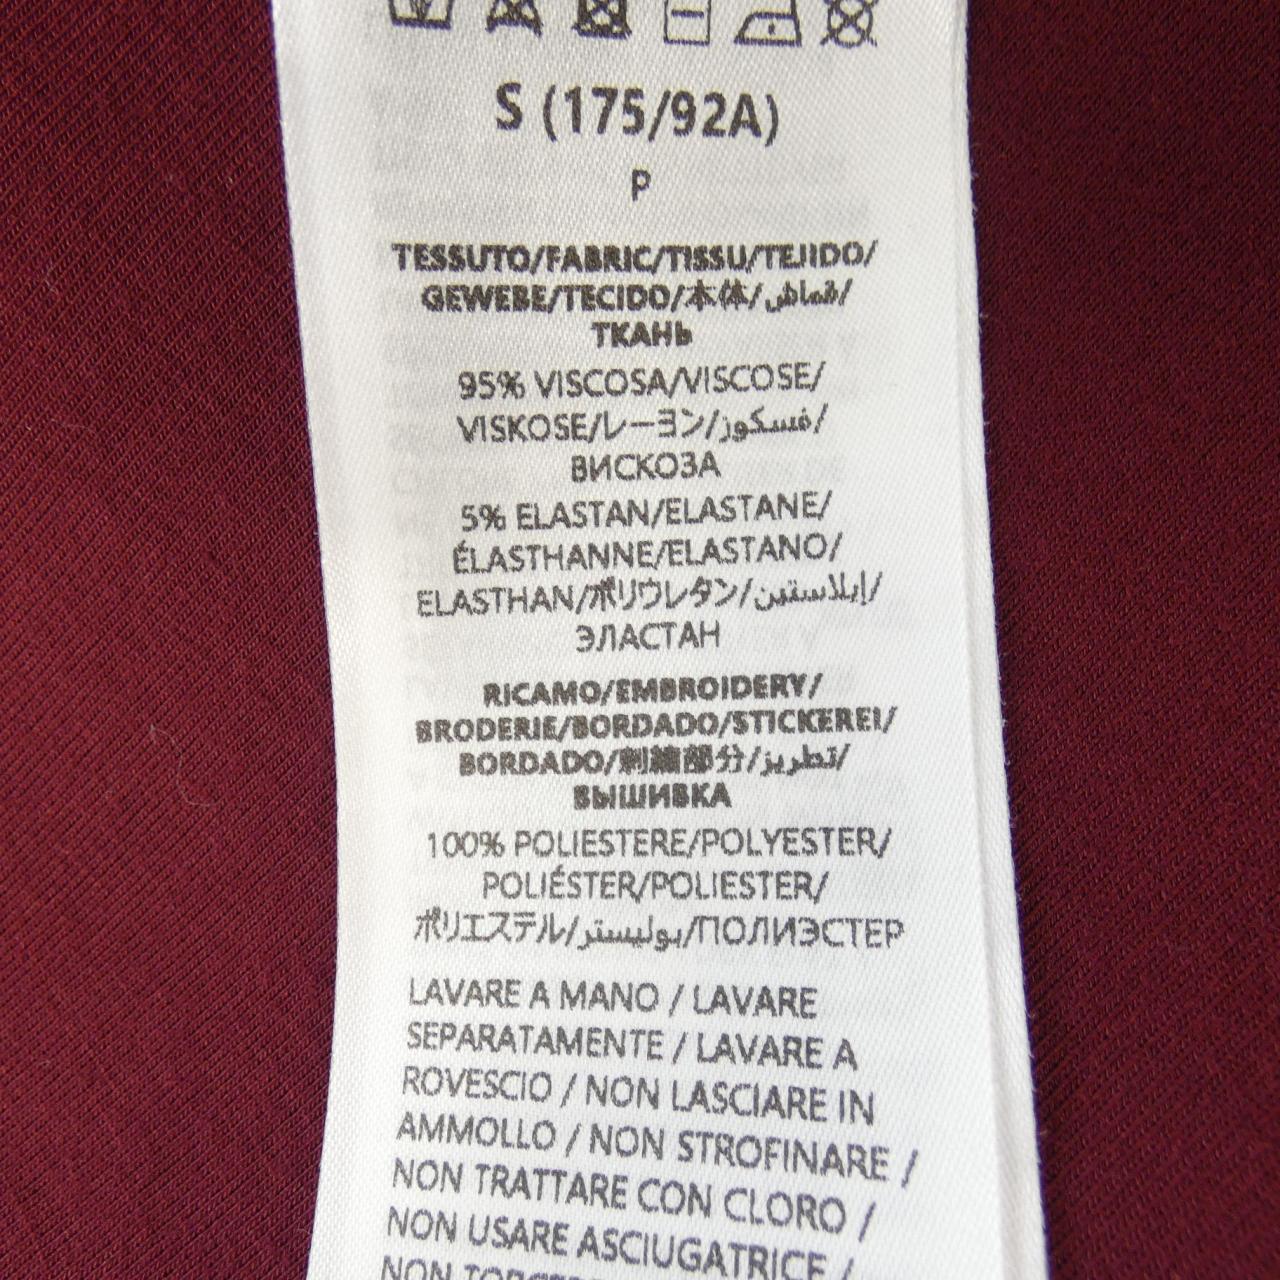 S (175/92A)
P
TESSUTO/FABRIC/TISSU/TEJIDO/
GEWEBE/TECIDO/本体/قماش/
ТКАНЬ
95% VISCOSA/VISCOSE/
VISKOSE/レーヨン/فسكوز/
ВИСКОЗА
5% ELASTAN/ELASTANE/
ÉLASTHANNE/ELASTANO/
ELASTHAN/ポリウレタン/إيلاستين/
ЭЛАСТАН
RICAMO/EMBROIDERY/
BRODERIE/BORDADO/STICKEREI/
BORDADO/刺繍部分/تطريز/
ВЫШИВКА
100% POLIESTERE/POLYESTER/
POLIÉSTER/POLIESTER/
ポリエステル/بوليستر/ПОЛИЭСТЕР
LAVARE A MANO / LAVARE
SEPARATAMENTE / LAVARE A
ROVESCIO / NON LASCIARE IN
AMMOLLO / NON STROFINARE /
NON TRATTARE CON CLORO /
NON USARE ASCIUGATRICE /
NON